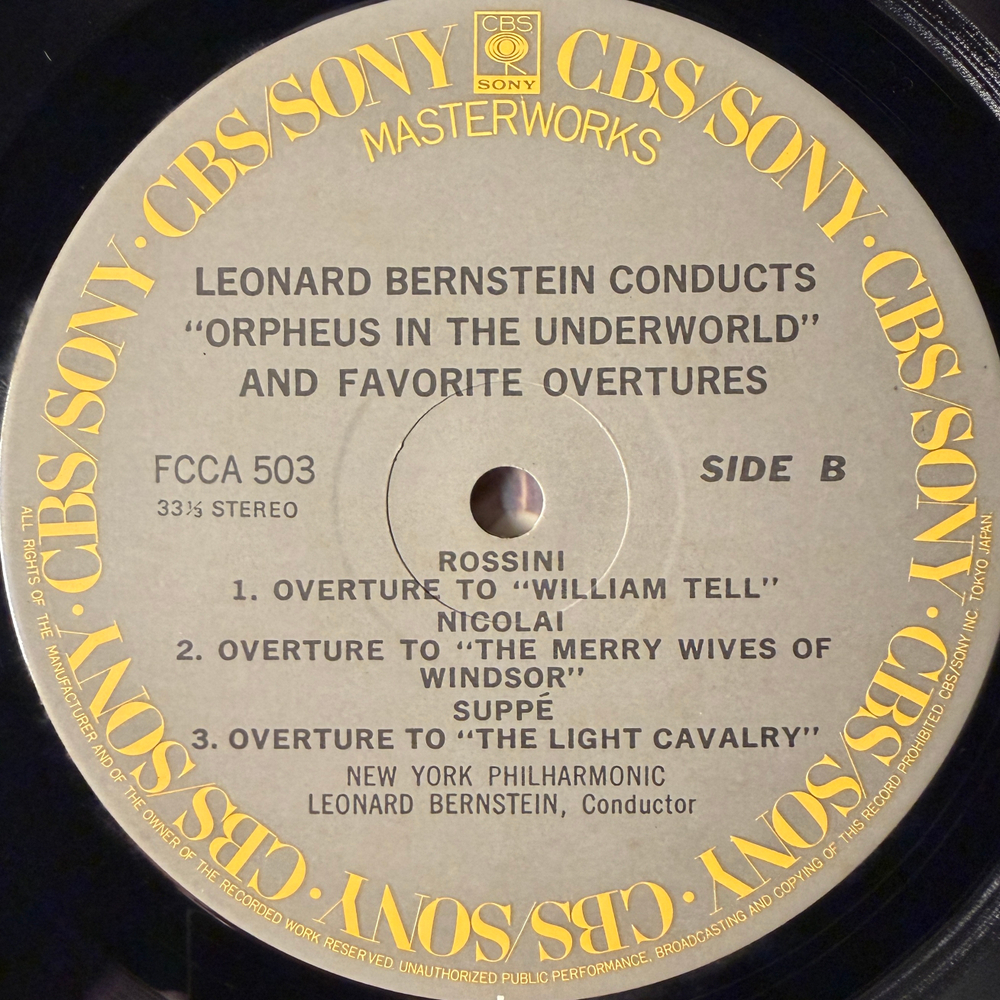 CBS
SONY
CBS/SONY · CBS/SONY · CBS/SONY · CBS/SONY · CBS/SONY · CBS/SONY · CBS/SONY · CBS/SONY · CBS/SONY
MASTERWORKS
LEONARD BERNSTEIN CONDUCTS
“ORPHEUS IN THE UNDERWORLD”
AND FAVORITE OVERTURES
FCCA 503
SIDE B
33⅓ STEREO
ROSSINI
1. OVERTURE TO “WILLIAM TELL”
NICOLAI
2. OVERTURE TO “THE MERRY WIVES OF
WINDSOR”
SUPPÉ
3. OVERTURE TO “THE LIGHT CAVALRY”
NEW YORK PHILHARMONIC
LEONARD BERNSTEIN, Conductor
ALL RIGHTS OF THE MANUFACTURER AND OF THE OWNER OF THE RECORDED WORK RESERVED. UNAUTHORIZED PUBLIC PERFORMANCE, BROADCASTING AND COPYING OF THIS RECORD PROHIBITED. CBS/SONY INC. TOKYO JAPAN.